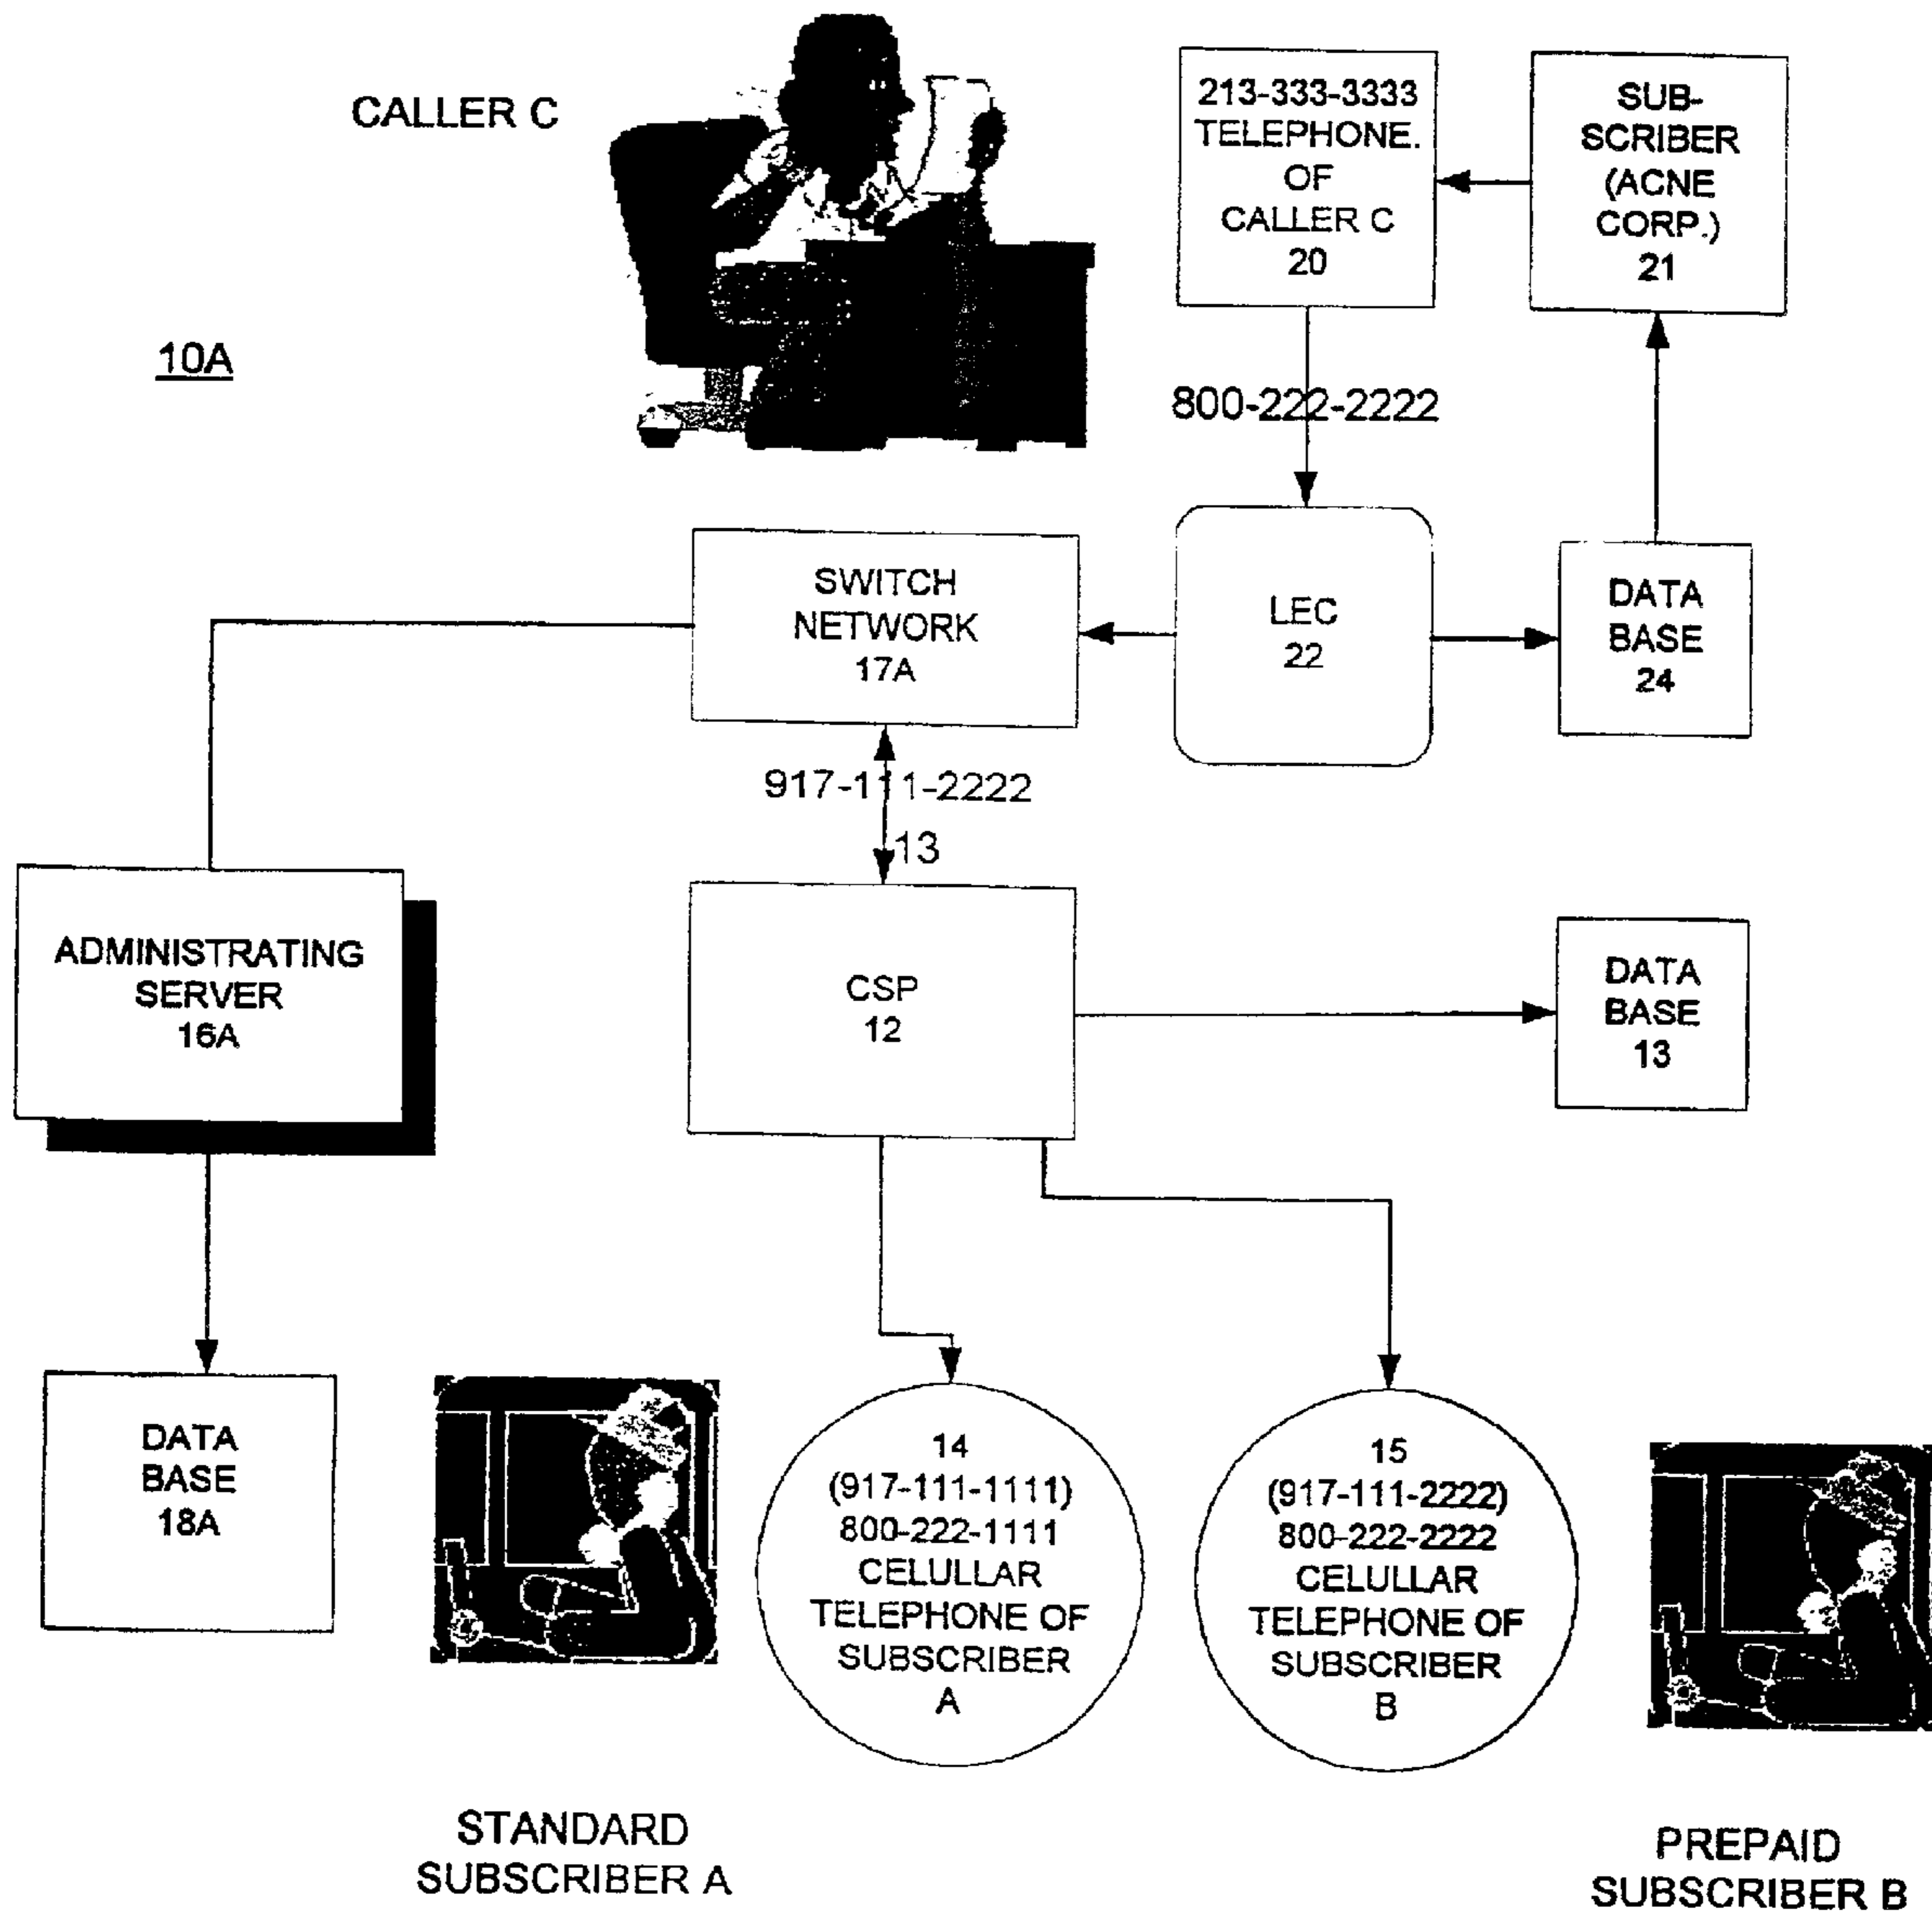 CALLER C
213-333-3333
TELEPHONE.
OF
CALLER C
20
SUB-
SCRIBER
(ACNE
CORP.)
21
10A
800-222-2222
SWITCH
NETWORK
17A
LEC
22
DATA
BASE
24
917-111-2222
13
ADMINISTRATING
SERVER
16A
CSP
12
DATA
BASE
13
DATA
BASE
18A
14
(917-111-1111)
800-222-1111
CELULLAR
TELEPHONE OF
SUBSCRIBER
A
15
(917-111-2222)
800-222-2222
CELULLAR
TELEPHONE OF
SUBSCRIBER
B
STANDARD
SUBSCRIBER A
PREPAID
SUBSCRIBER B